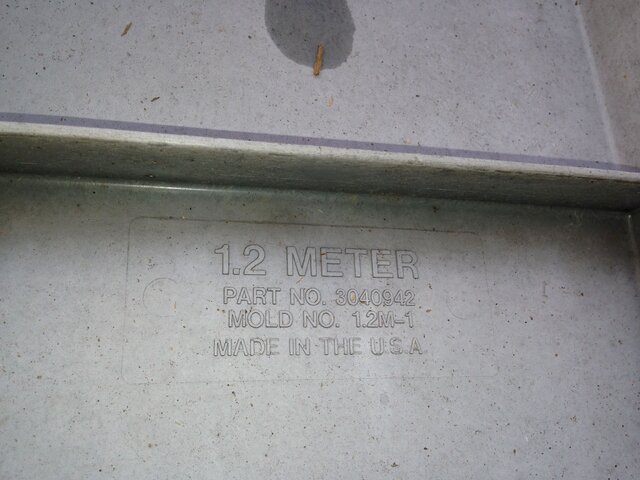 1.2 METER
PART NO. 3040942
MOLD NO. 1.2M-1
MADE IN THE U.S.A